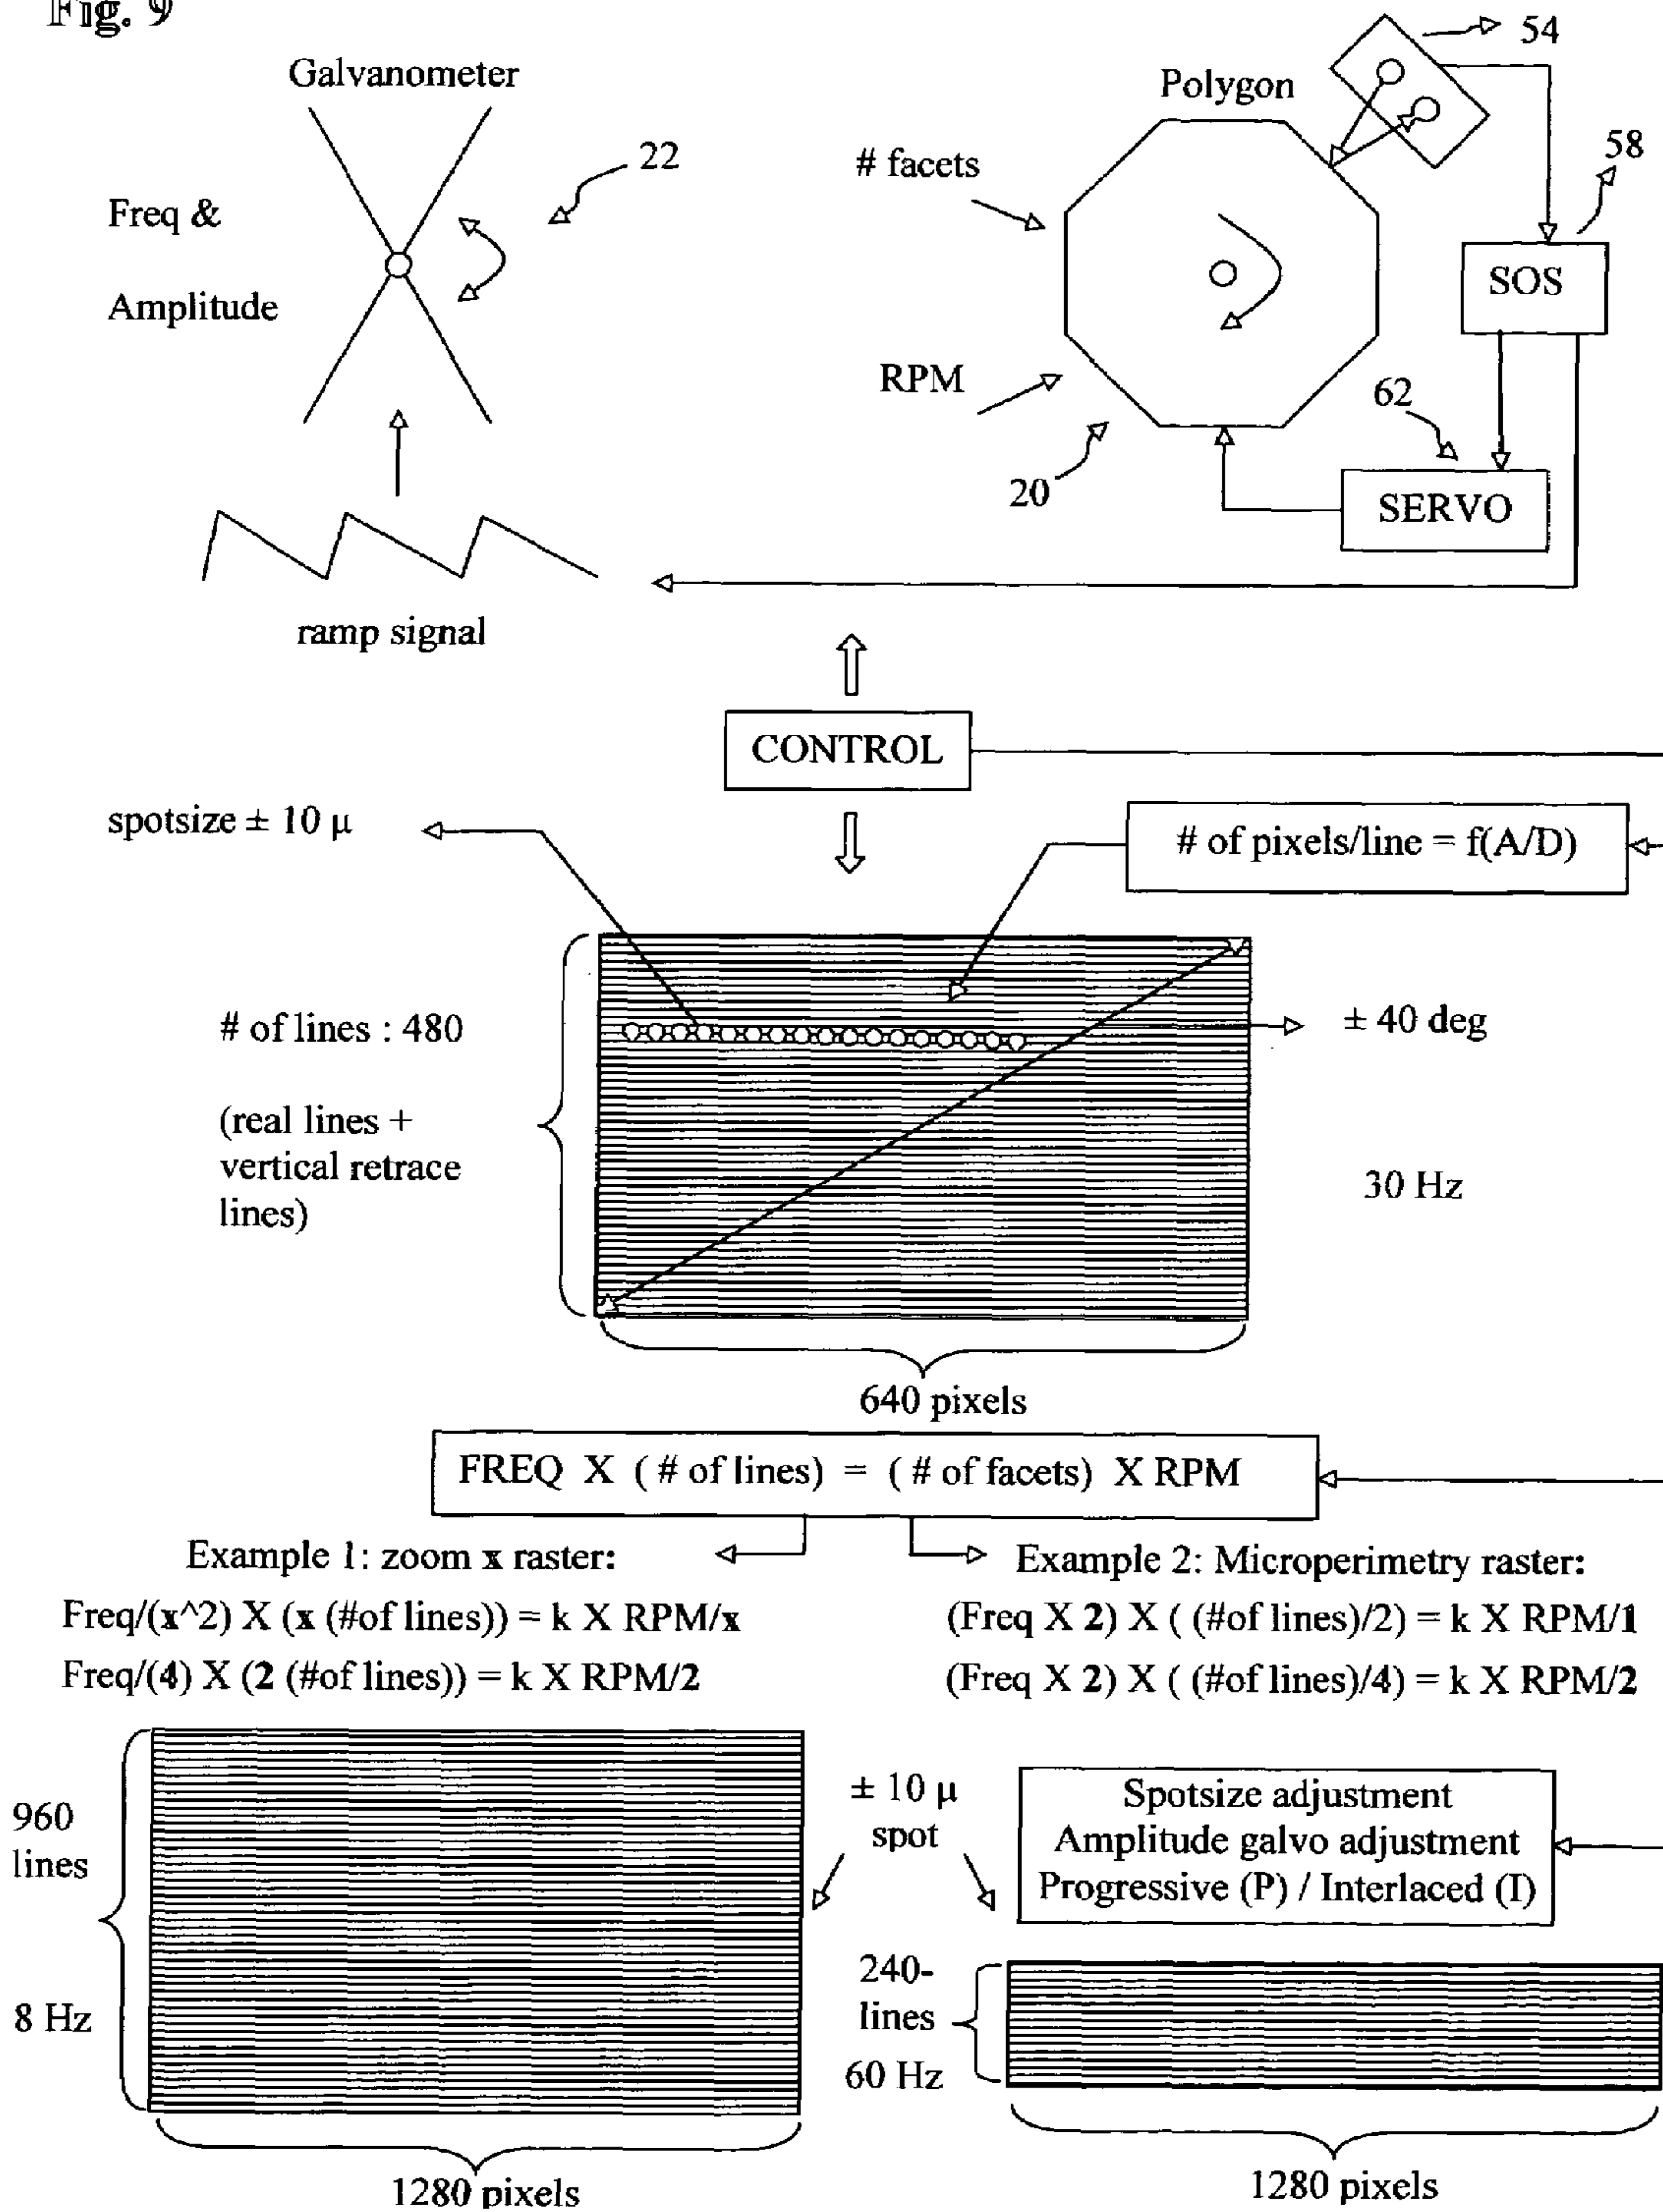 Fig. 9
Galvanometer
22
Freq &
Amplitude
ramp signal
54
Polygon
# facets
58
SOS
RPM
62
20
SERVO
CONTROL
spotsize ± 10 µ
# of pixels/line = f(A/D)
# of lines : 480
± 40 deg
(real lines +
vertical retrace
lines)
30 Hz
640 pixels
FREQ X ( # of lines) = ( # of facets) X RPM
Example 1: zoom x raster:
Freq/(x^2) X (x (#of lines)) = k X RPM/x
Freq/(4) X (2 (#of lines)) = k X RPM/2
Example 2: Microperimetry raster:
(Freq X 2) X ( (#of lines)/2) = k X RPM/1
(Freq X 2) X ( (#of lines)/4) = k X RPM/2
960
lines
8 Hz
1280 pixels
± 10 µ
spot
Spotsize adjustment
Amplitude galvo adjustment
Progressive (P) / Interlaced (I)
240-
lines
60 Hz
1280 pixels